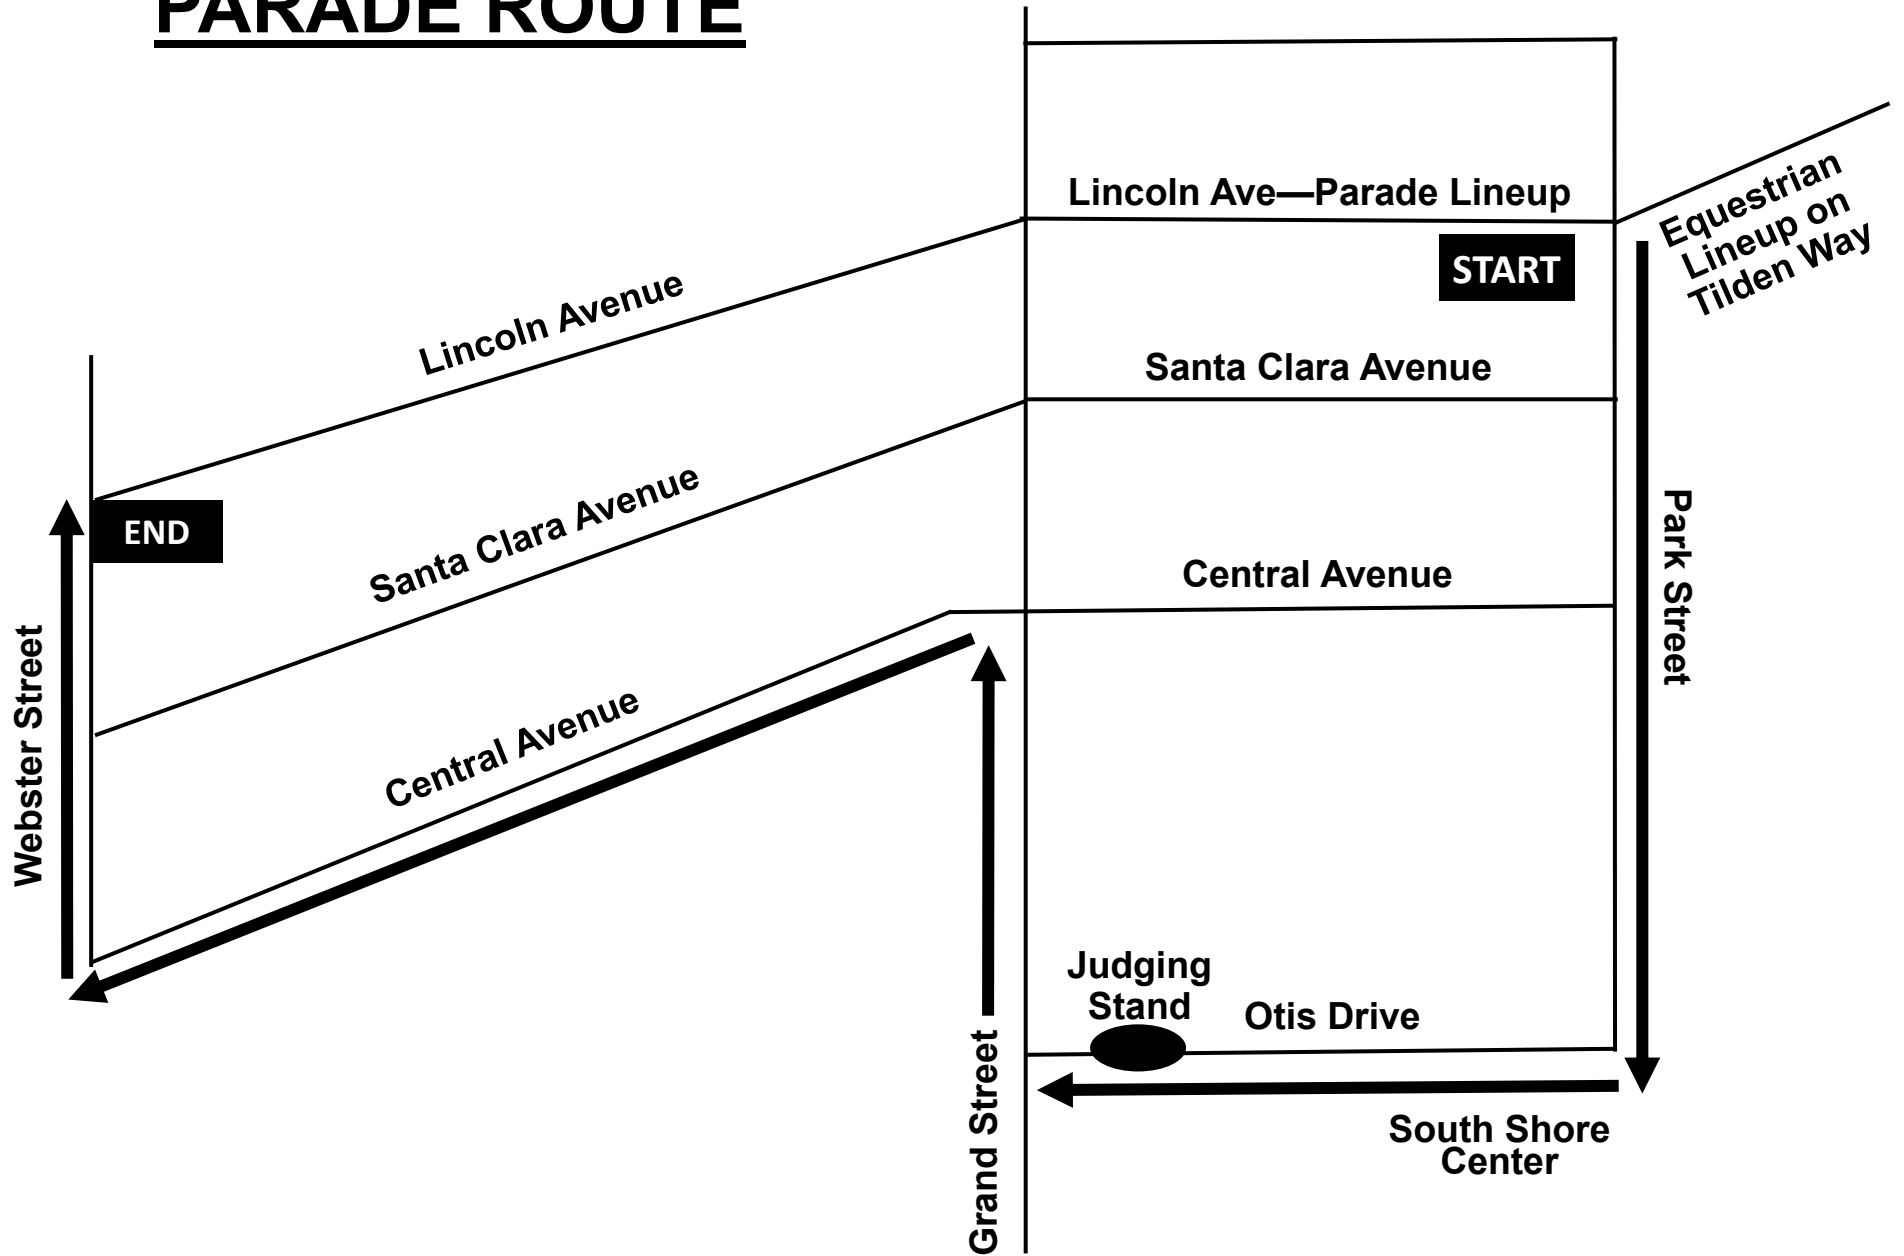 PARADE ROUTE
Lincoln Ave—Parade Lineup
Equestrian
Lineup on
Tilden Way
START
Lincoln Avenue
Santa Clara Avenue
END
Santa Clara Avenue
Park Street
Central Avenue
Webster Street
Central Avenue
Judging
Stand
Otis Drive
Grand Street
South Shore
Center